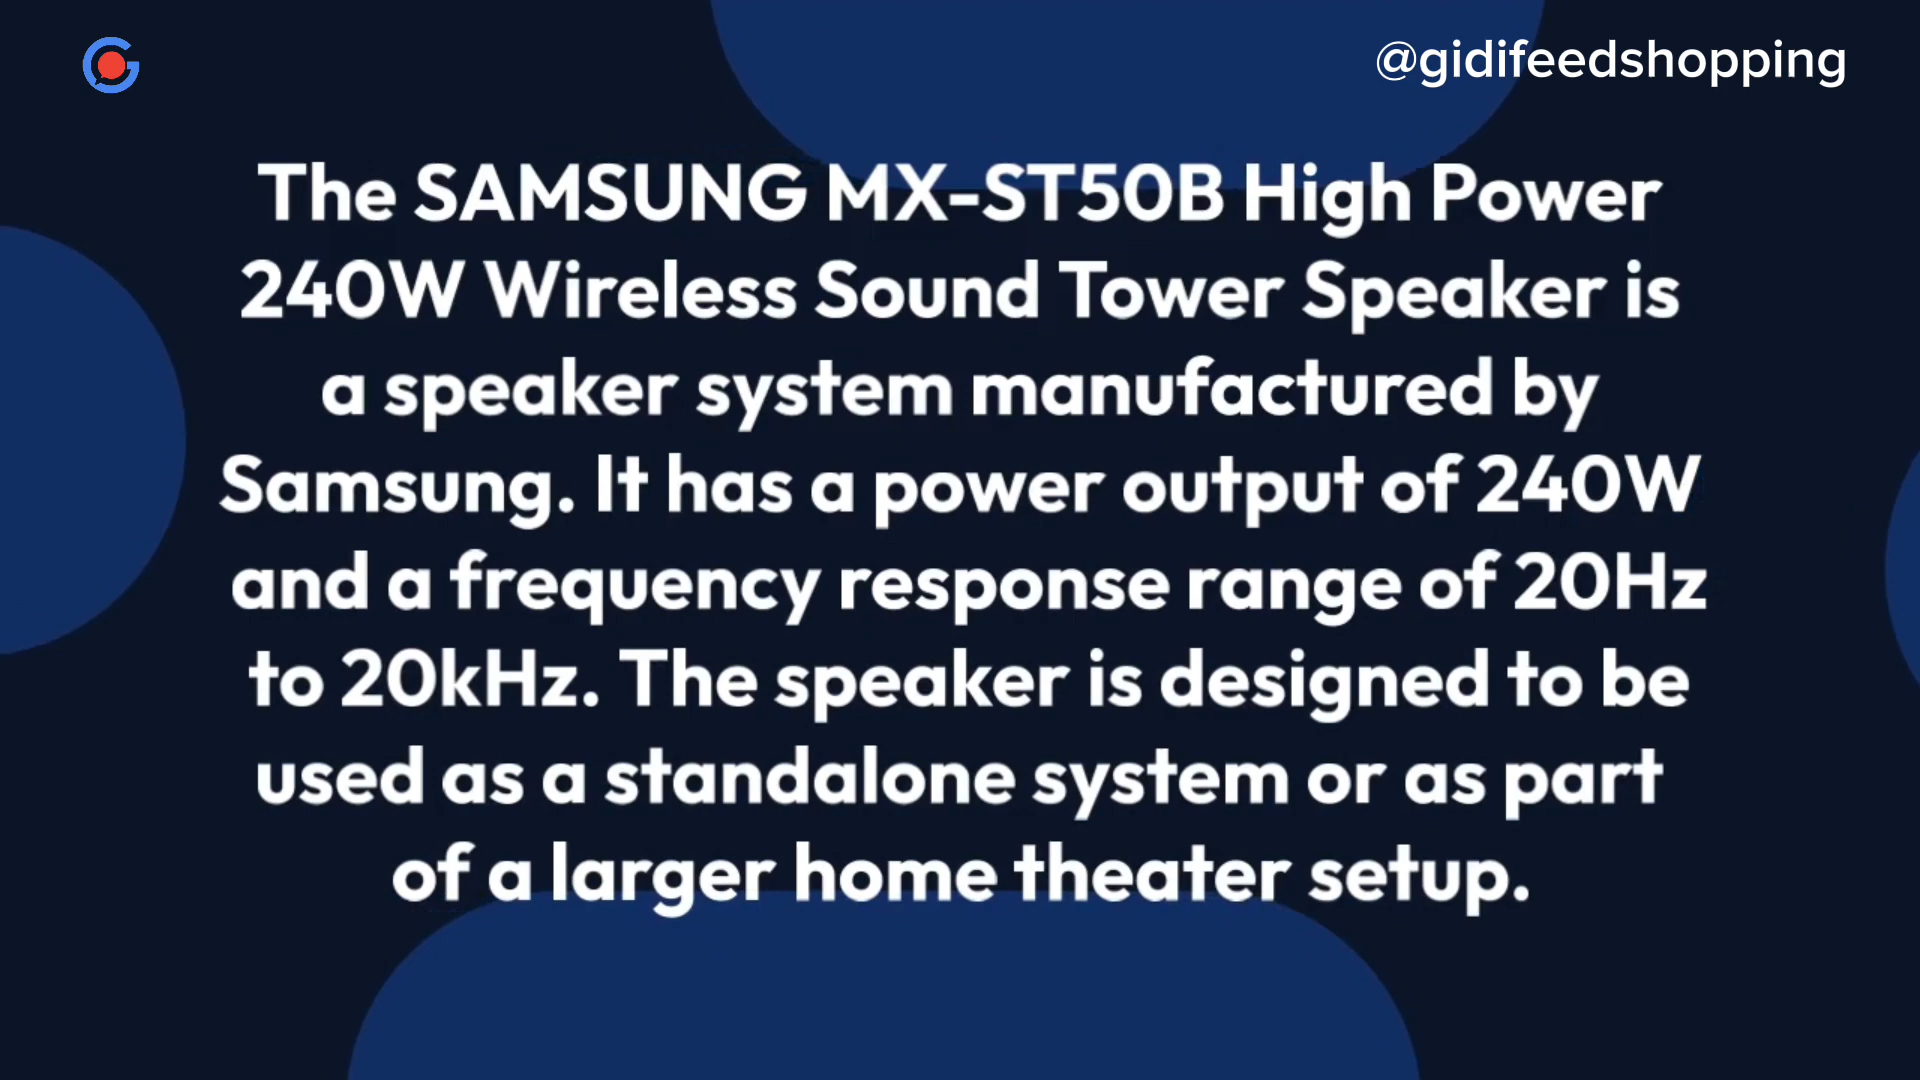 @gidifeedshopping
The SAMSUNG MX-ST50B High Power
240W Wireless Sound Tower Speaker is
a speaker system manufactured by
Samsung. It has a power output of 240W
and a frequency response range of 20Hz
to 20kHz. The speaker is designed to be
used as a standalone system or as part
of a larger home theater setup.